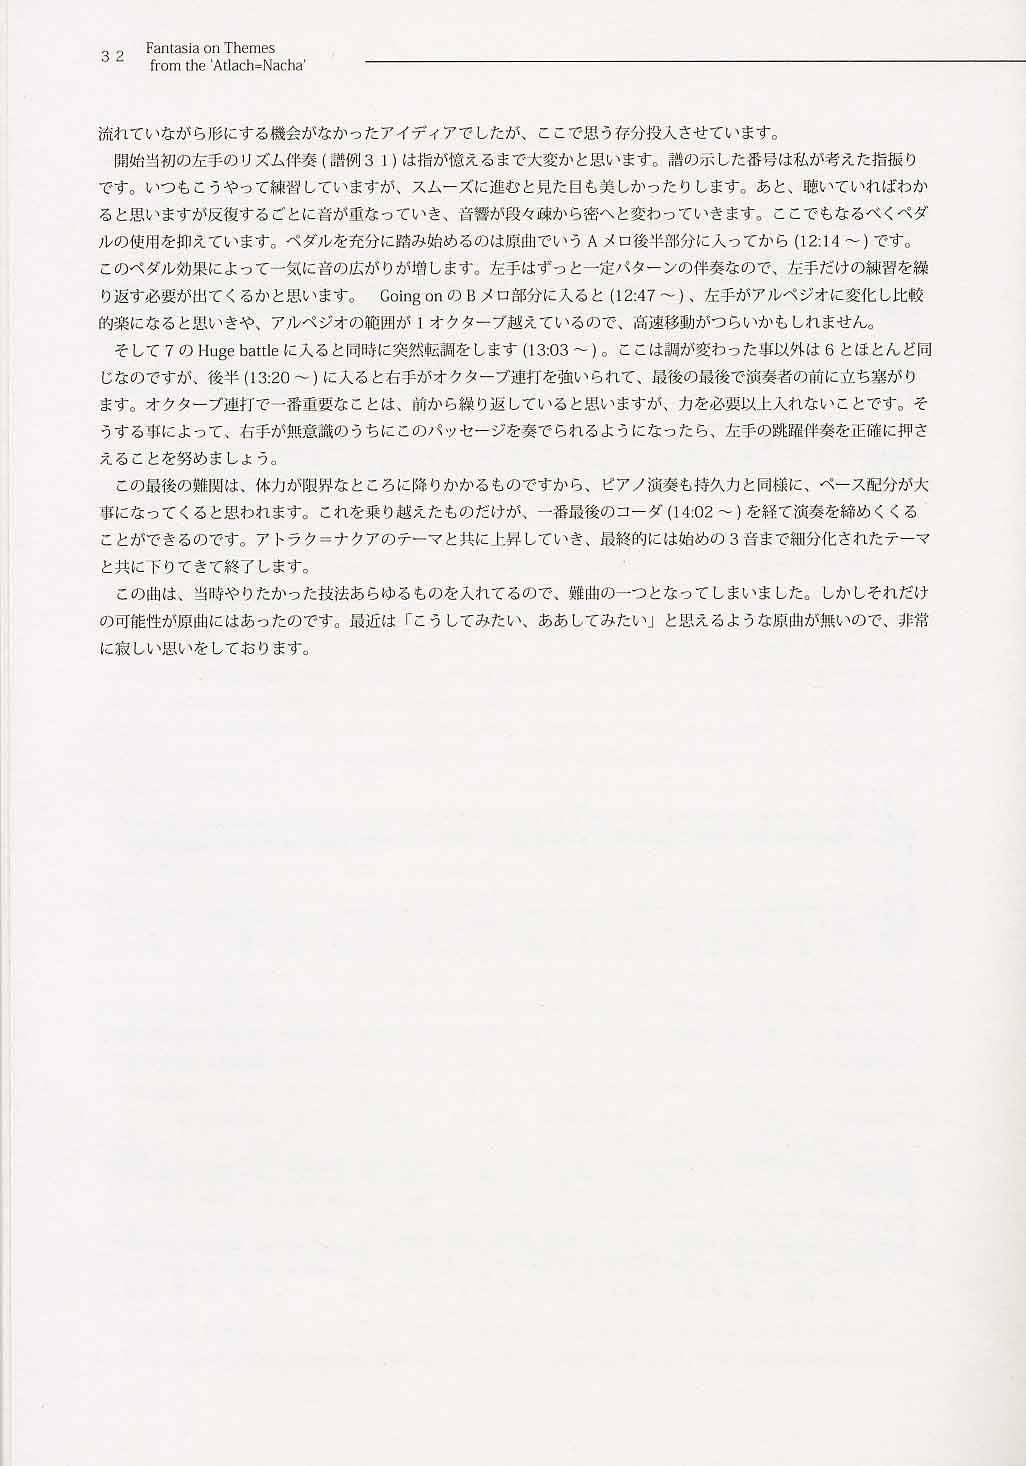 ３２
Fantasia on Themes
from the 'Atlach=Nacha'
流れていながら形にする機会がなかったアイディアでしたが、ここで思う存分投入させています。
　開始当初の左手のリズム伴奏 ( 譜例３１) は指が憶えるまで大変かと思います。譜の示した番号は私が考えた指振り
です。いつもこうやって練習していますが、スムーズに進むと見た目も美しかったりします。あと、聴いていればわか
ると思いますが反復するごとに音が重なっていき、音響が段々疎から密へと変わっていきます。ここでもなるべくペダ
ルの使用を抑えています。ペダルを充分に踏み始めるのは原曲でいう A メロ後半部分に入ってから (12:14 ～ ) です。
このペダル効果によって一気に音の広がりが増します。左手はずっと一定パターンの伴奏なので、左手だけの練習を繰
り返す必要が出てくるかと思います。　Going on の B メロ部分に入ると (12:47 ～ ) 、左手がアルペジオに変化し比較
的楽になると思いきや、アルペジオの範囲が 1 オクターブ越えているので、高速移動がつらいかもしれません。
　そして 7 の Huge battle に入ると同時に突然転調をします (13:03 ～ ) 。ここは調が変わった事以外は 6 とほとんど同
じなのですが、後半 (13:20 ～ ) に入ると右手がオクターブ連打を強いられて、最後の最後で演奏者の前に立ち塞がり
ます。オクターブ連打で一番重要なことは、前から繰り返していると思いますが、力を必要以上入れないことです。そ
うする事によって、右手が無意識のうちにこのパッセージを奏でられるようになったら、左手の跳躍伴奏を正確に押さ
えることを努めましょう。
　この最後の難関は、体力が限界なところに降りかかるものですから、ピアノ演奏も持久力と同様に、ペース配分が大
事になってくると思われます。これを乗り越えたものだけが、一番最後のコーダ (14:02 ～ ) を経て演奏を締めくくる
ことができるのです。アトラク＝ナクアのテーマと共に上昇していき、最終的には始めの 3 音まで細分化されたテーマ
と共に下りてきて終了します。
　この曲は、当時やりたかった技法あらゆるものを入れてるので、難曲の一つとなってしまいました。しかしそれだけ
の可能性が原曲にはあったのです。最近は「こうしてみたい、ああしてみたい」と思えるような原曲が無いので、非常
に寂しい思いをしております。